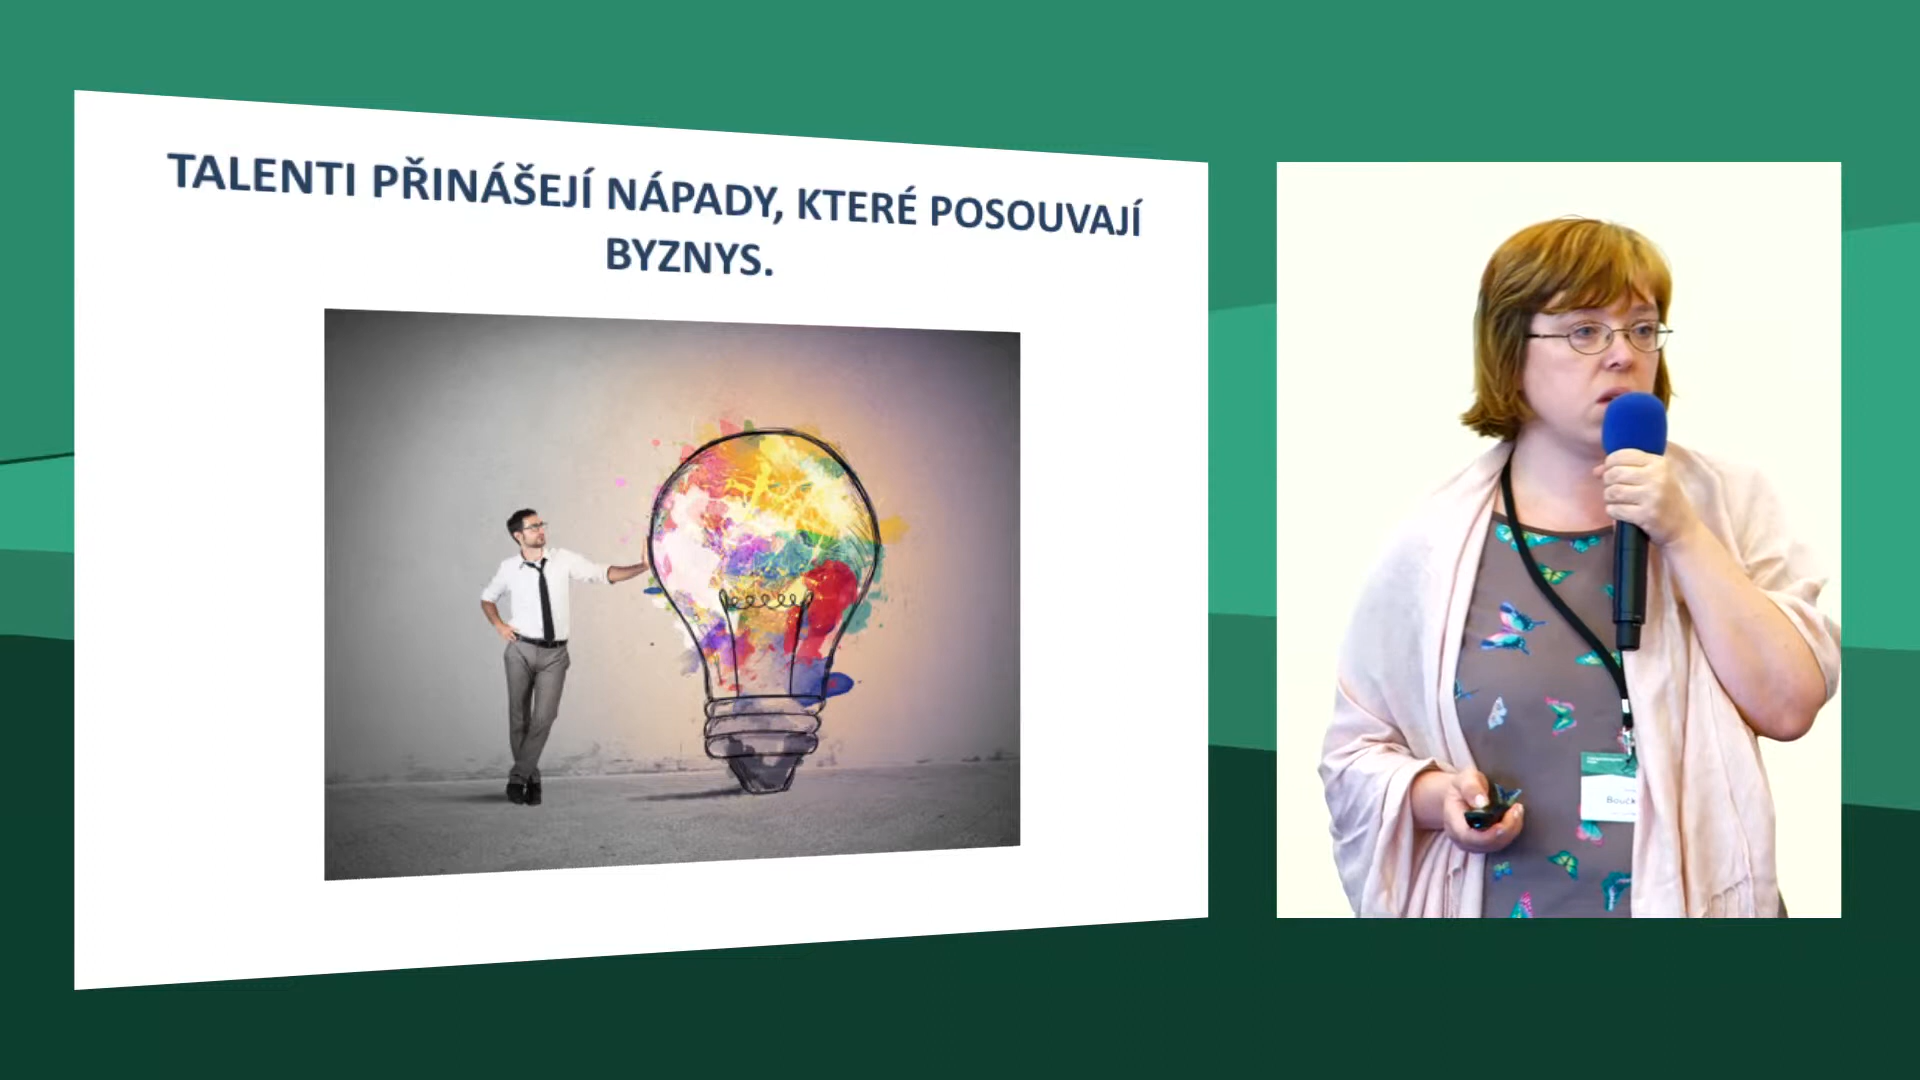 TALENTI PŘINÁŠEJÍ NÁPADY, KTERÉ POSOUVAJÍ
BYZNYS.